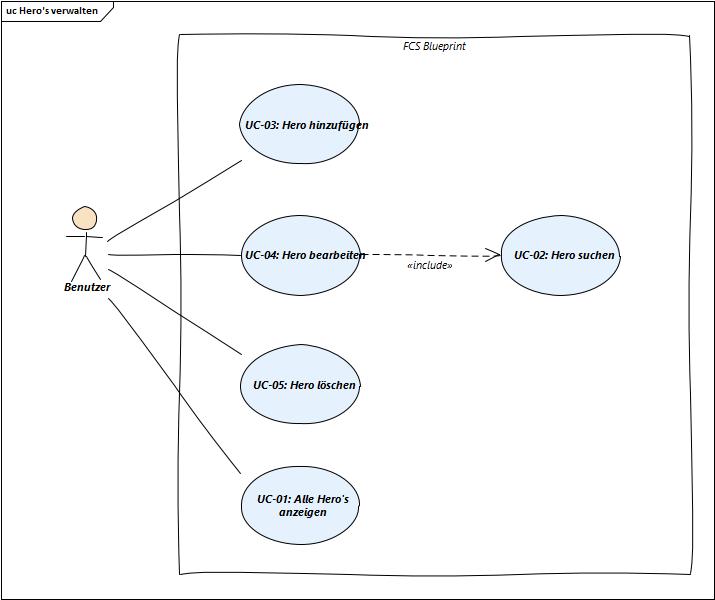 uc Hero's verwalten
FCS Blueprint
UC-03: Hero hinzufügen
UC-04: Hero bearbeiten
«include»
UC-02: Hero suchen
Benutzer
UC-05: Hero löschen
UC-01: Alle Hero's
anzeigen